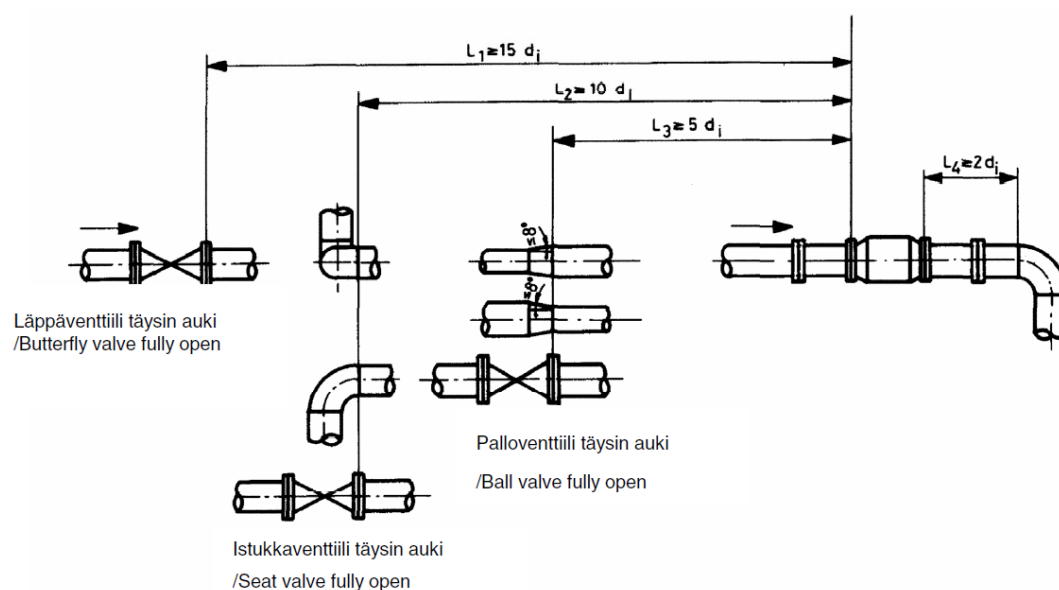 L₁≥15 dᵢ
L₂=10 dᵢ
L₃≥5 dᵢ
L₄≥2dᵢ
≤8°
≤8°
Läppäventtiili täysin auki
/Butterfly valve fully open
Palloventtiili täysin auki
/Ball valve fully open
Istukkaventtiili täysin auki
/Seat valve fully open